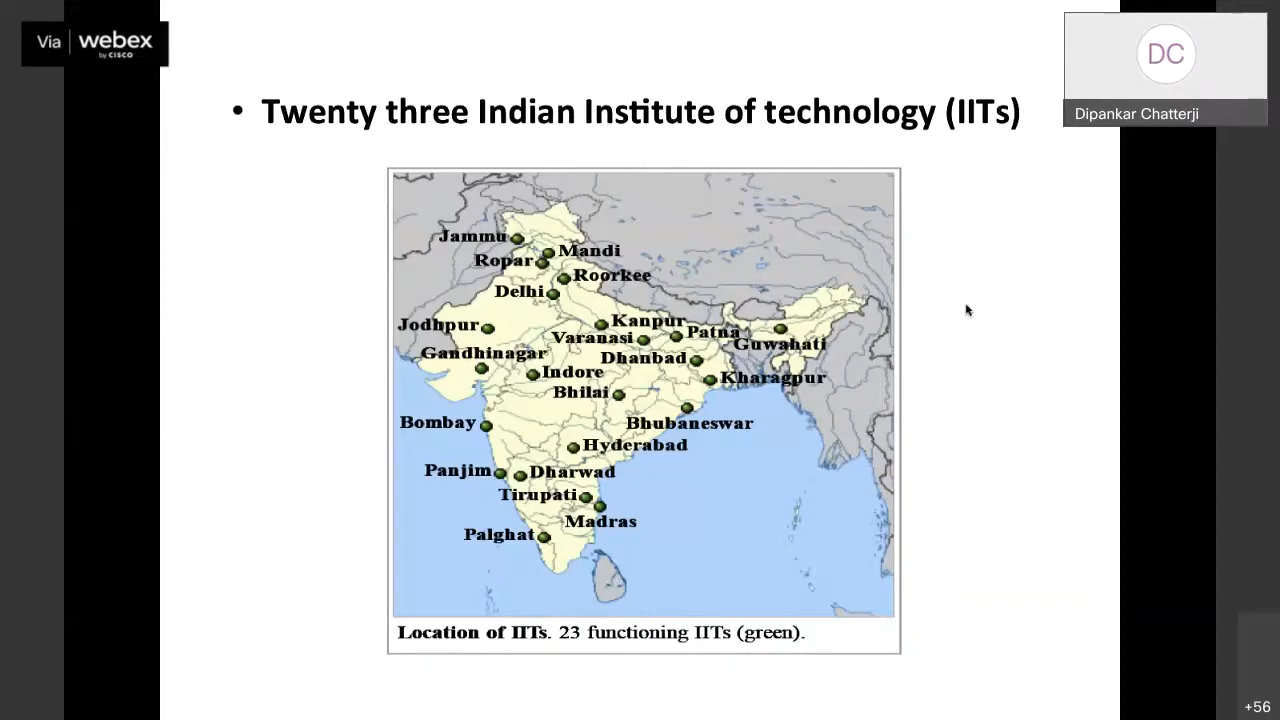 Via webex
by CISCO
DC
Dipankar Chatterji
• Twenty three Indian Institute of technology (IITs)
Jammu
Mandi
Ropar
Roorkee
Delhi
Jodhpur
Kanpur
Patna
Varanasi
Guwahati
Gandhinagar
Dhanbad
Indore
Kharagpur
Bhilai
Bombay
Bhubaneswar
Hyderabad
Panjim
Dharwad
Tirupati
Madras
Palghat
Location of IITs. 23 functioning IITs (green).
+56